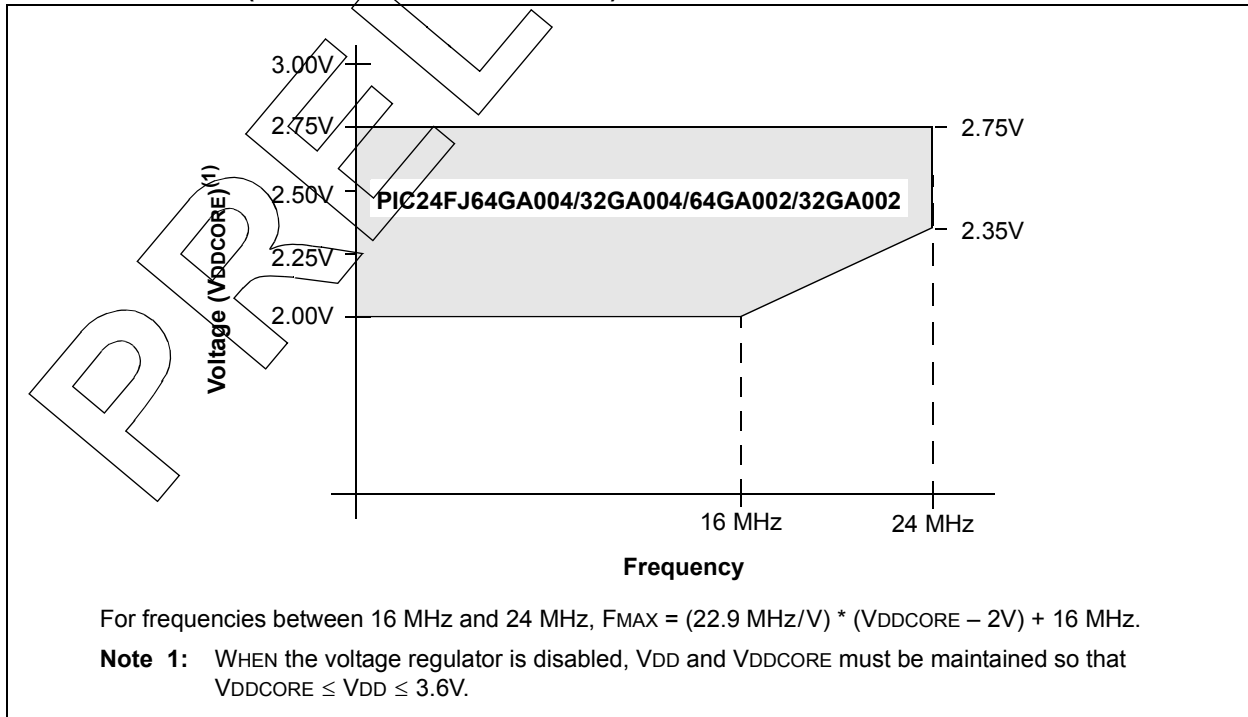 3.00V
2.75V
2.50V
2.25V
2.00V
Voltage (VDDCORE)(1)
PIC24FJ64GA004/32GA004/64GA002/32GA002
2.75V
2.35V
16 MHz
24 MHz
Frequency
For frequencies between 16 MHz and 24 MHz, FMAX = (22.9 MHz/V) * (VDDCORE – 2V) + 16 MHz.
Note 1: WHEN the voltage regulator is disabled, VDD and VDDCORE must be maintained so that
VDDCORE ≤ VDD ≤ 3.6V.
PREL